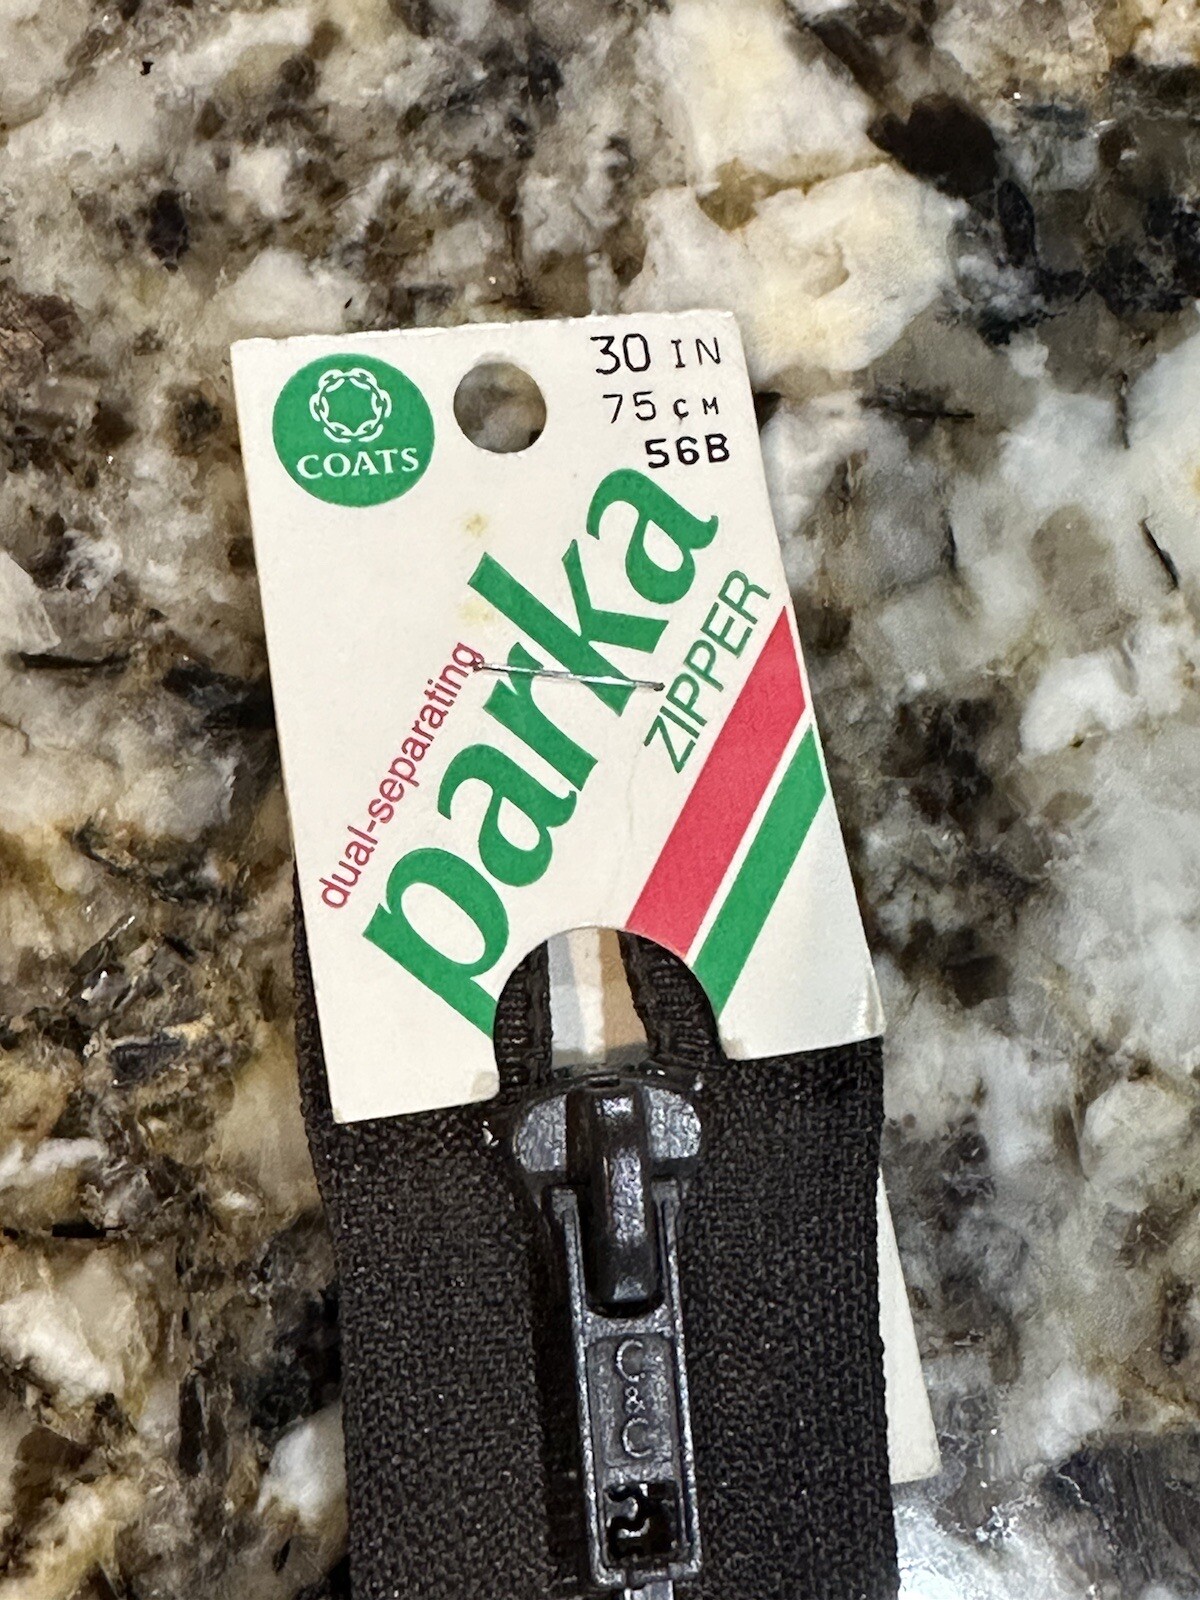 30 IN
75 CM
56B
COATS
dual-separating
parka
ZIPPER
C&C